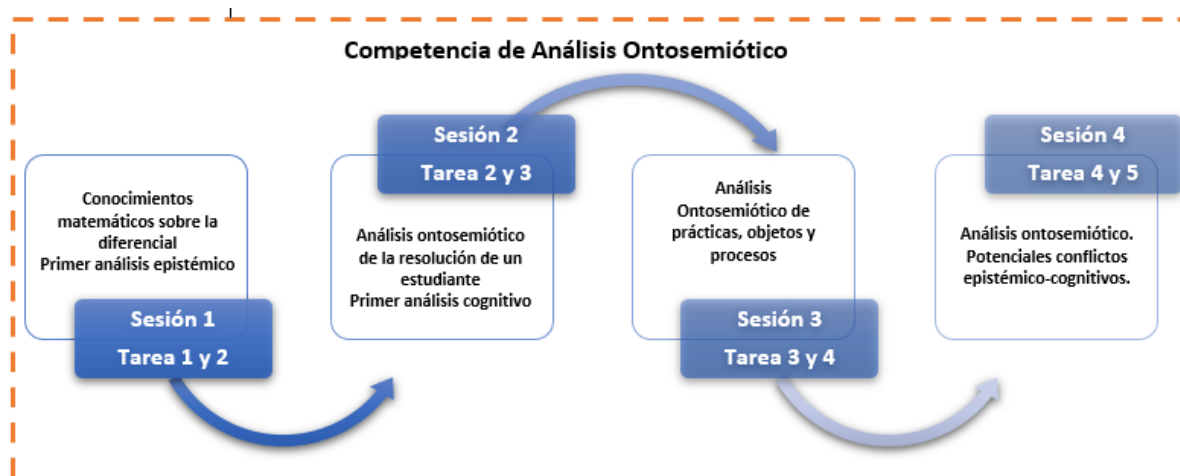 Competencia de Análisis Ontosemiótico
Conocimientos
matemáticos sobre la
diferencial
Primer análisis epistémico
Sesión 1
Tarea 1 y 2
Sesión 2
Tarea 2 y 3
Análisis ontosemiótico
de la resolución de un
estudiante
Primer análisis cognitivo
Análisis
Ontosemiótico de
prácticas, objetos y
procesos
Sesión 3
Tarea 3 y 4
Sesión 4
Tarea 4 y 5
Análisis ontosemiótico.
Potenciales conflictos
epistémico-cognitivos.